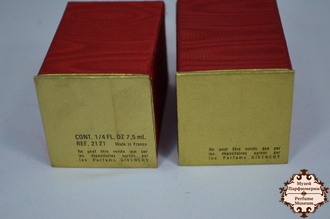 CONT. 1/4 FL. OZ 7,5 ml.
REF. 2121 Made in France
Ne peut être vendu que par
les dépositaires agréés par
les Parfums GIVENCHY
Ne peut être vendu que par
les dépositaires agréés par
les Parfums GIVENCHY
Музей
Парфюмерии
Perfume
Museum